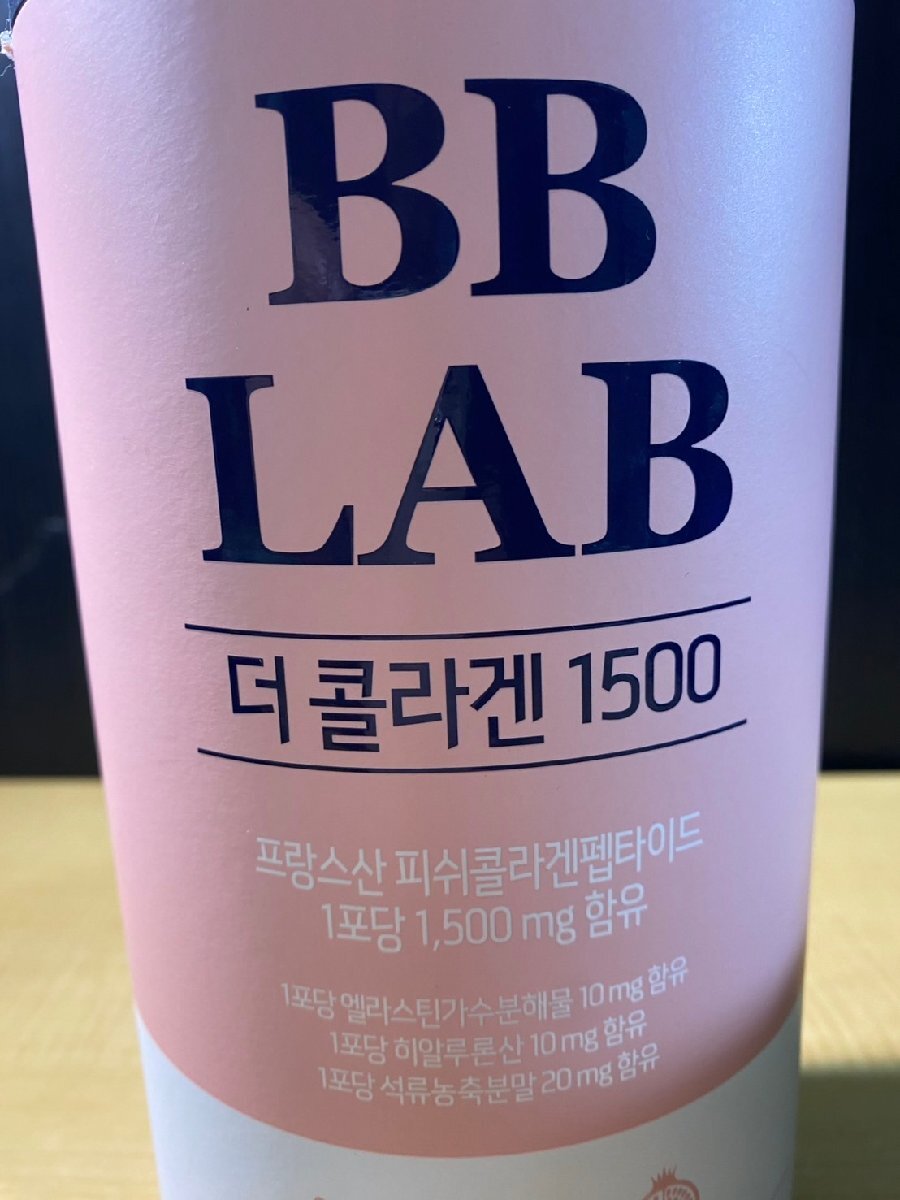 BB
LAB
더 콜라겐 1500
프랑스산 피쉬콜라겐펩타이드
1포당 1,500 mg 함유
1포당 엘라스틴가수분해물 10 mg 함유
1포당 히알루론산 10 mg 함유
1포당 석류농축분말 20 mg 함유